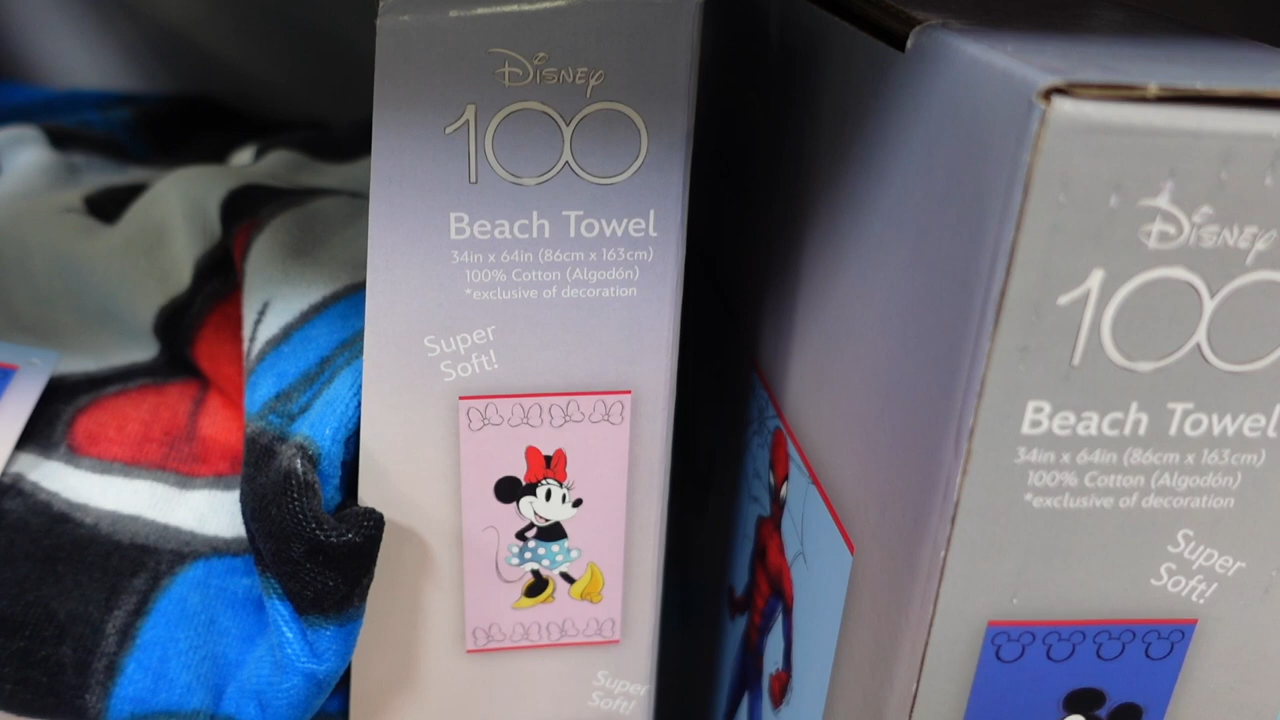 Disney
100
Beach Towel
34in x 64in (86cm x 163cm)
100% Cotton (Algodón)
*exclusive of decoration
Super
Soft!
Super
Soft!
Disney
100
Beach Towel
34in x 64in (86cm x 163cm)
100% Cotton (Algodón)
*exclusive of decoration
Super
Soft!